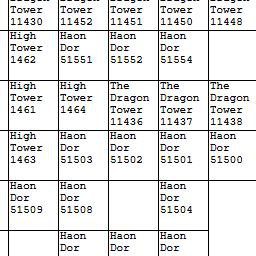 Tower Tower Tower Tower Tower
11430 11452 11451 11450 11448
High Haon Haon Haon
Tower Dor Dor Dor
1462 51551 51552 51554
High High The The The
Tower Tower Dragon Dragon Dragon
1461 1464 Tower Tower Tower
11436 11437 11438
High Haon Haon Haon Haon
Tower Dor Dor Dor Dor
1463 51503 51502 51501 51500
Haon Haon Haon
Dor Dor Dor
51509 51508 51504
Haon Haon Haon
Dor Dor Dor